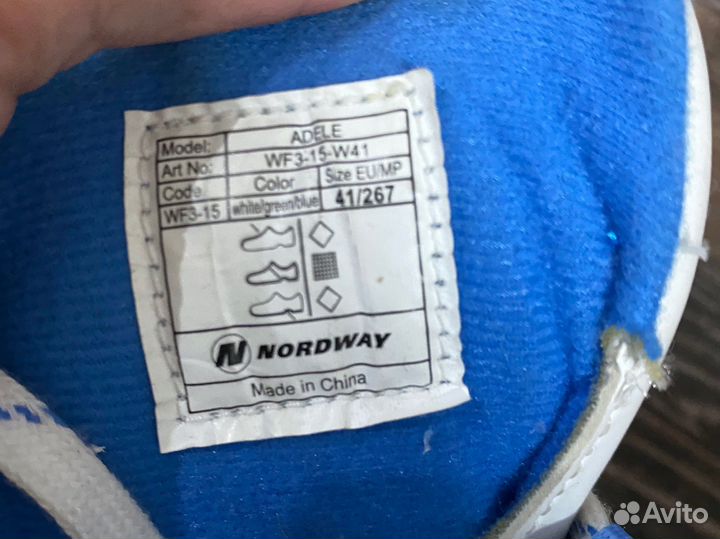 Model: ADELE
Art No: WF3-15-W41
Code Color Size EU/MP
WF3-15 white/green/blue 41/267
N NORDWAY
Made in China
Avito